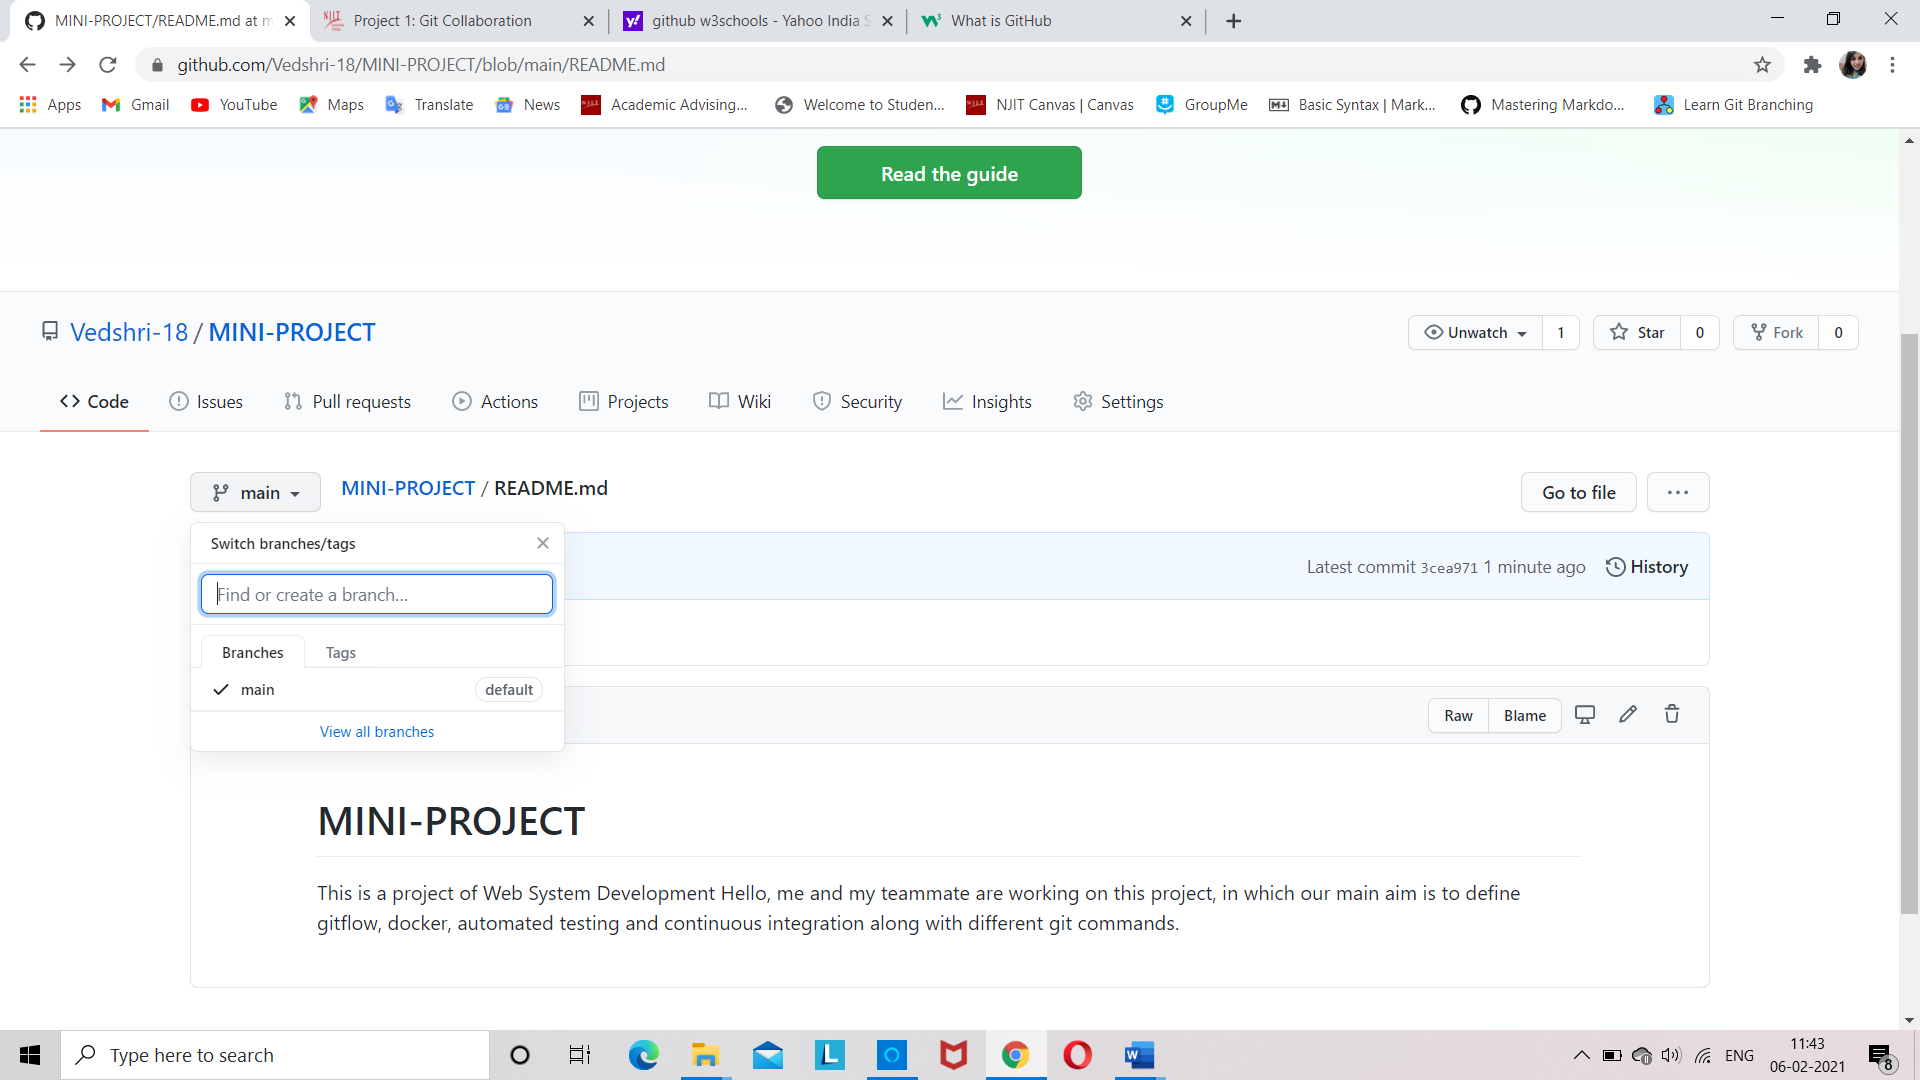 MINI-PROJECT/README.md at m
Project 1: Git Collaboration
github w3schools - Yahoo India S
What is GitHub
github.com/Vedshri-18/MINI-PROJECT/blob/main/README.md
Apps
Gmail
YouTube
Maps
Translate
News
Academic Advising...
Welcome to Studen...
NJIT Canvas | Canvas
GroupMe
Basic Syntax | Mark...
Mastering Markdo...
Learn Git Branching
Read the guide
Vedshri-18 / MINI-PROJECT
Unwatch 1
Star 0
Fork 0
Code
Issues
Pull requests
Actions
Projects
Wiki
Security
Insights
Settings
main
MINI-PROJECT / README.md
Go to file
Switch branches/tags
Find or create a branch...
Latest commit 3cea971 1 minute ago
History
Branches
Tags
main
default
View all branches
Raw
Blame
MINI-PROJECT
This is a project of Web System Development Hello, me and my teammate are working on this project, in which our main aim is to define
gitflow, docker, automated testing and continuous integration along with different git commands.
Type here to search
ENG
11:43
06-02-2021
8